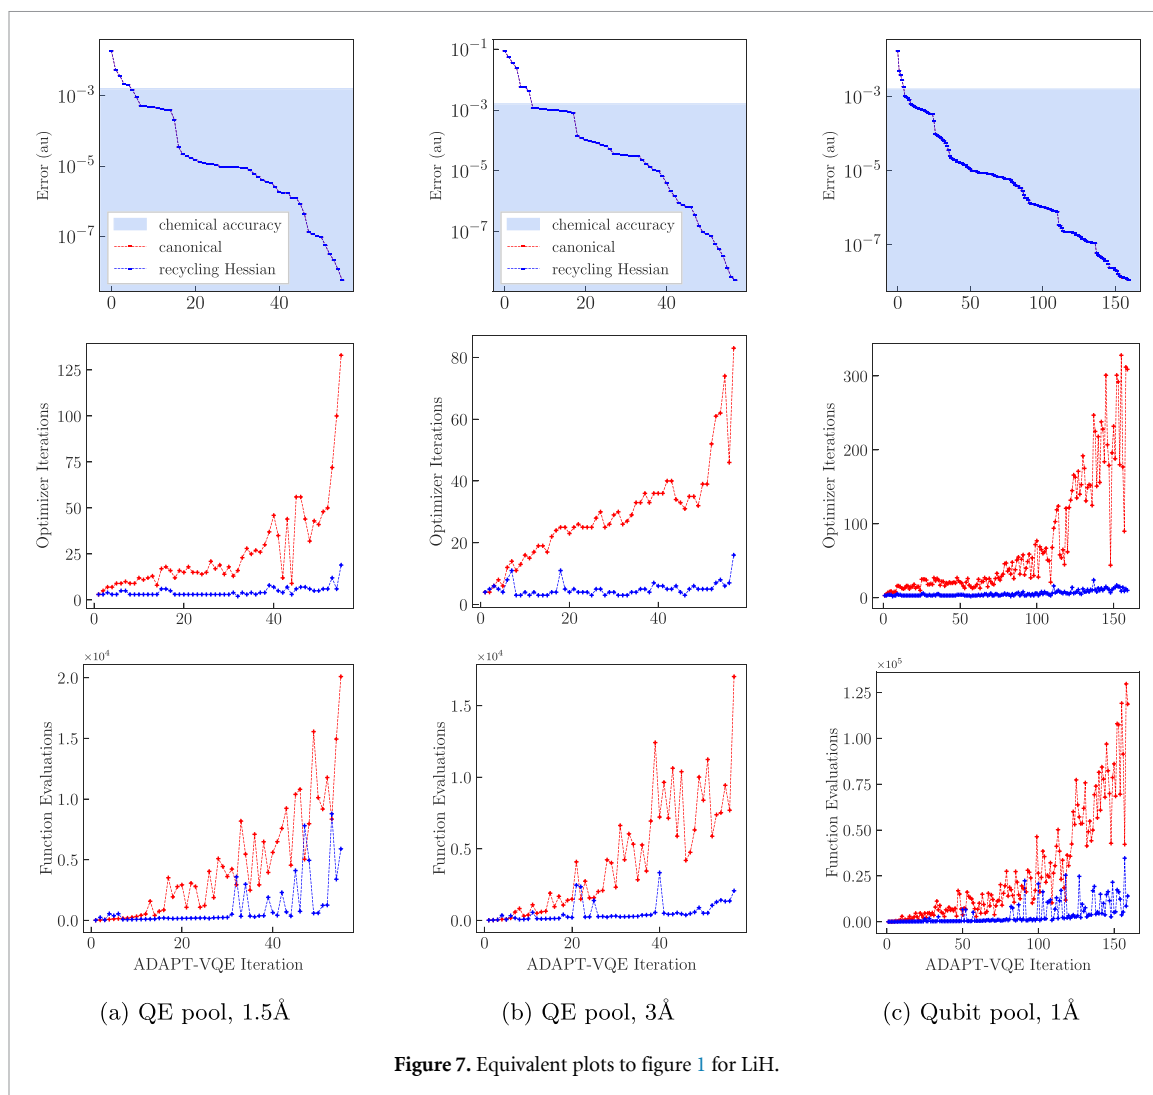 10⁻³
10⁻⁵
10⁻⁷
Error (au)
chemical accuracy
canonical
recycling Hessian
0 20 40
10⁻¹
10⁻³
10⁻⁵
10⁻⁷
Error (au)
chemical accuracy
canonical
recycling Hessian
0 20 40
10⁻³
10⁻⁵
10⁻⁷
Error (au)
0 50 100 150
125
100
75
50
25
0
Optimizer Iterations
0 20 40
80
60
40
20
0
Optimizer Iterations
0 20 40
300
200
100
0
Optimizer Iterations
0 50 100 150
×10⁴
2.0
1.5
1.0
0.5
0.0
Function Evaluations
0 20 40
ADAPT-VQE Iteration
×10⁴
1.5
1.0
0.5
0.0
Function Evaluations
0 20 40
ADAPT-VQE Iteration
×10⁵
1.25
1.00
0.75
0.50
0.25
0.00
Function Evaluations
0 50 100 150
ADAPT-VQE Iteration
(a) QE pool, 1.5Å
(b) QE pool, 3Å
(c) Qubit pool, 1Å
Figure 7. Equivalent plots to figure 1 for LiH.